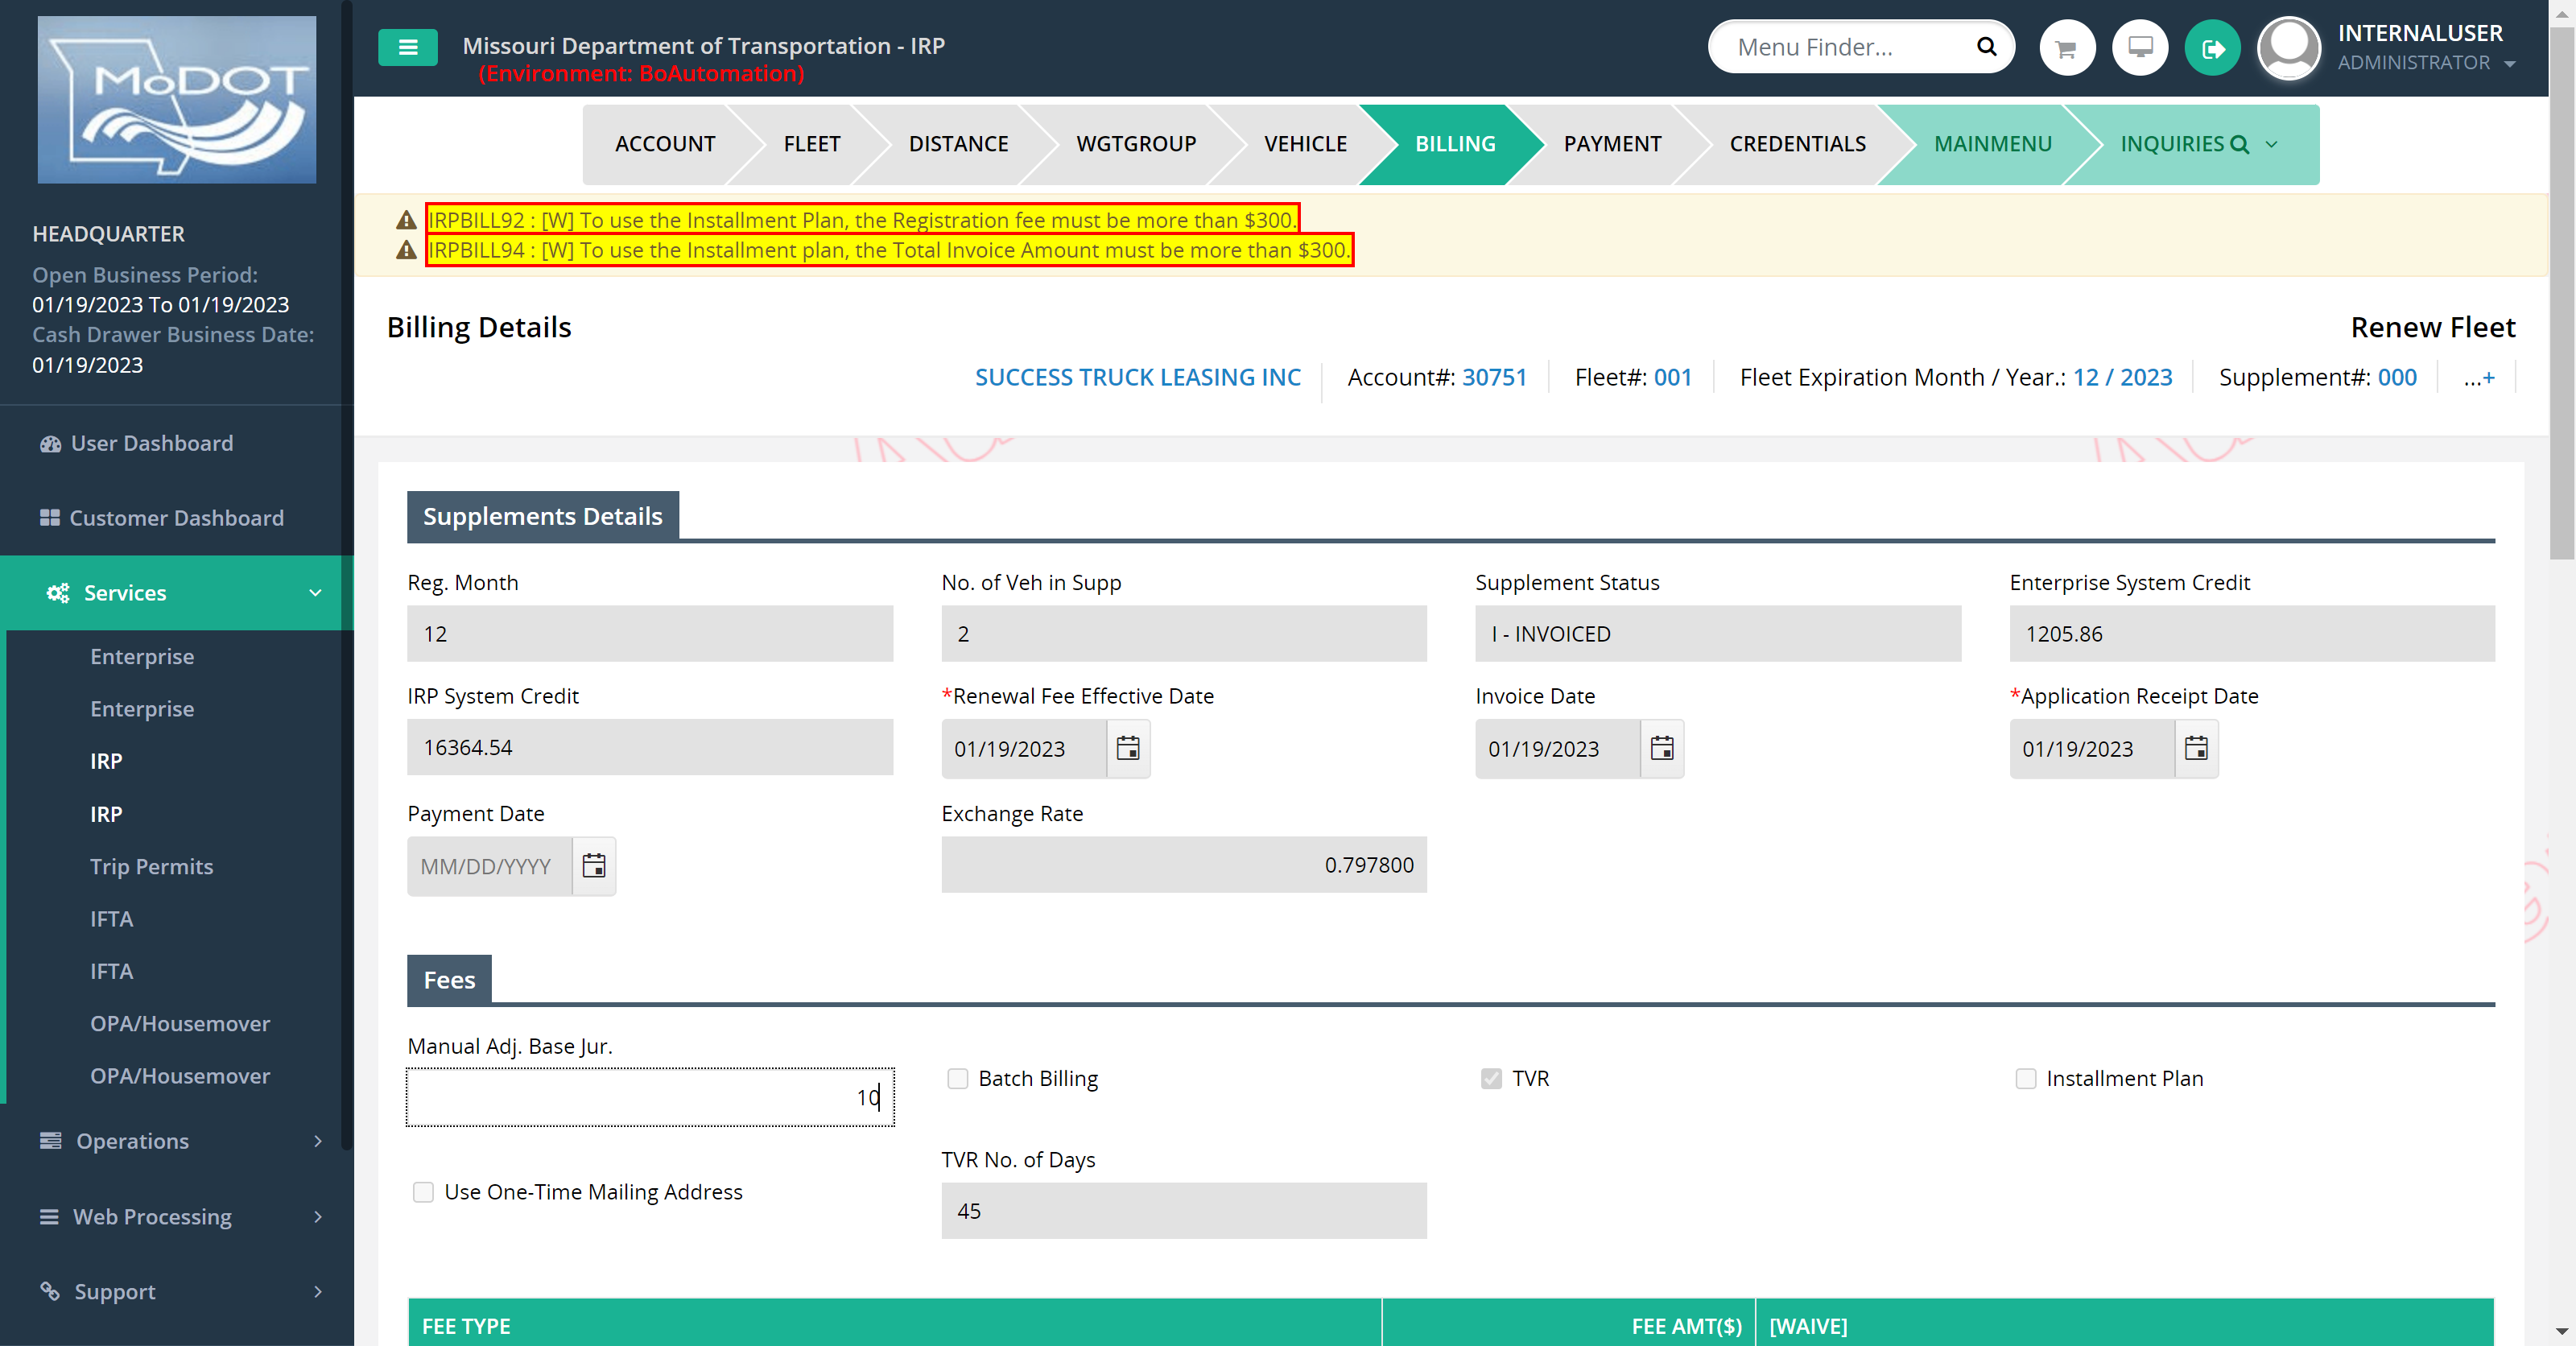 MoDOT
Missouri Department of Transportation - IRP
(Environment: BoAutomation)
Menu Finder...
INTERNALUSER
ADMINISTRATOR
ACCOUNT
FLEET
DISTANCE
WGTGROUP
VEHICLE
BILLING
PAYMENT
CREDENTIALS
MAINMENU
INQUIRIES
IRPBILL92 : [W] To use the Installment Plan, the Registration fee must be more than $300.
IRPBILL94 : [W] To use the Installment plan, the Total Invoice Amount must be more than $300.
HEADQUARTER
Open Business Period:
01/19/2023 To 01/19/2023
Cash Drawer Business Date:
01/19/2023
User Dashboard
Customer Dashboard
Services
Enterprise
Enterprise
IRP
IRP
Trip Permits
IFTA
IFTA
OPA/Housemover
OPA/Housemover
Operations
Web Processing
Support
Billing Details
Renew Fleet
SUCCESS TRUCK LEASING INC
Account#: 30751
Fleet#: 001
Fleet Expiration Month / Year.: 12 / 2023
Supplement#: 000
...+
Supplements Details
Reg. Month
12
No. of Veh in Supp
2
Supplement Status
I - INVOICED
Enterprise System Credit
1205.86
IRP System Credit
16364.54
*Renewal Fee Effective Date
01/19/2023
Invoice Date
01/19/2023
*Application Receipt Date
01/19/2023
Payment Date
MM/DD/YYYY
Exchange Rate
0.797800
Fees
Manual Adj. Base Jur.
10
Batch Billing
TVR
Installment Plan
Use One-Time Mailing Address
TVR No. of Days
45
FEE TYPE
FEE AMT($)
[WAIVE]